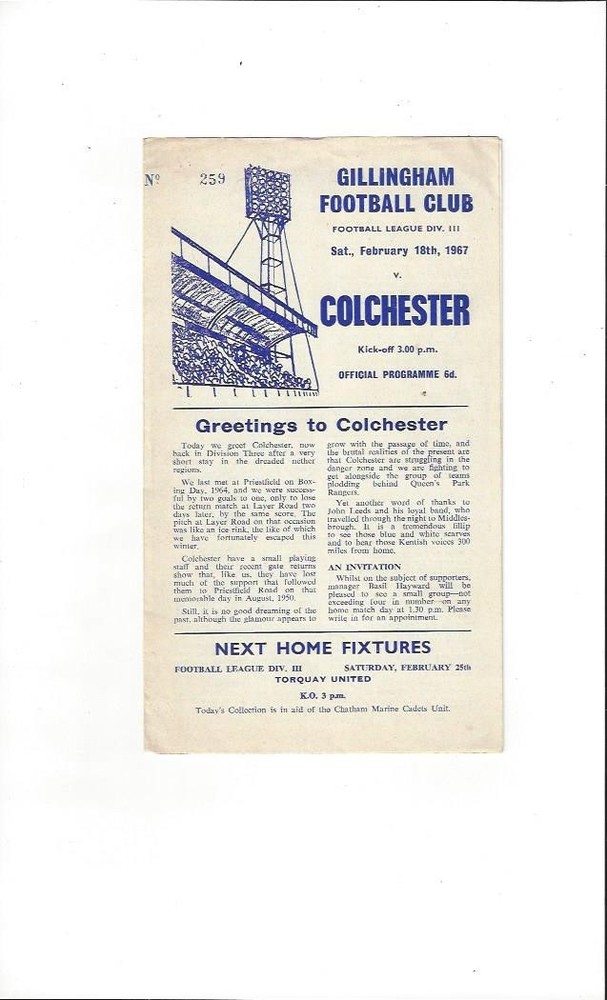 Nº 259
GILLINGHAM
FOOTBALL CLUB
FOOTBALL LEAGUE DIV. III
Sat., February 18th, 1967
v.
COLCHESTER
Kick-off 3.00 p.m.
OFFICIAL PROGRAMME 6d.
Greetings to Colchester
Today we greet Colchester, now
back in Division Three after a very
short stay in the dreaded nether
regions.
We last met at Priestfield on Box-
ing Day, 1964, and we were success-
ful by two goals to one, only to lose
the return match at Layer Road two
days later, by the same score. The
pitch at Layer Road on that occasion
was like an ice-rink, the like of which
we have fortunately escaped this
winter.
Colchester have a small playing
staff and their recent gate returns
show that, like us, they have lost
much of the support that followed
them to Priestfield Road on that
memorable day in August, 1950.
Still, it is no good dreaming of the
past, although the glamour appears to
grow with the passage of time, and
the brutal realities of the present are
that Colchester are struggling in the
danger zone and we are fighting to
get alongside the group of teams
plodding behind Queen's Park
Rangers.
Yet another word of thanks to
John Leeds and his loyal band, who
travelled through the night to Middles-
brough. It is a tremendous fillip
to see those blue and white scarves
and to hear those Kentish voices 300
miles from home.
AN INVITATION
Whilst on the subject of supporters,
manager Basil Hayward will be
pleased to see a small group—not
exceeding four in number—on any
home match day at 1.30 p.m. Please
write in for an appointment.
NEXT HOME FIXTURES
FOOTBALL LEAGUE DIV. III SATURDAY, FEBRUARY 25th
TORQUAY UNITED
K.O. 3 p.m.
Today's Collection is in aid of the Chatham Marine Cadets Unit.